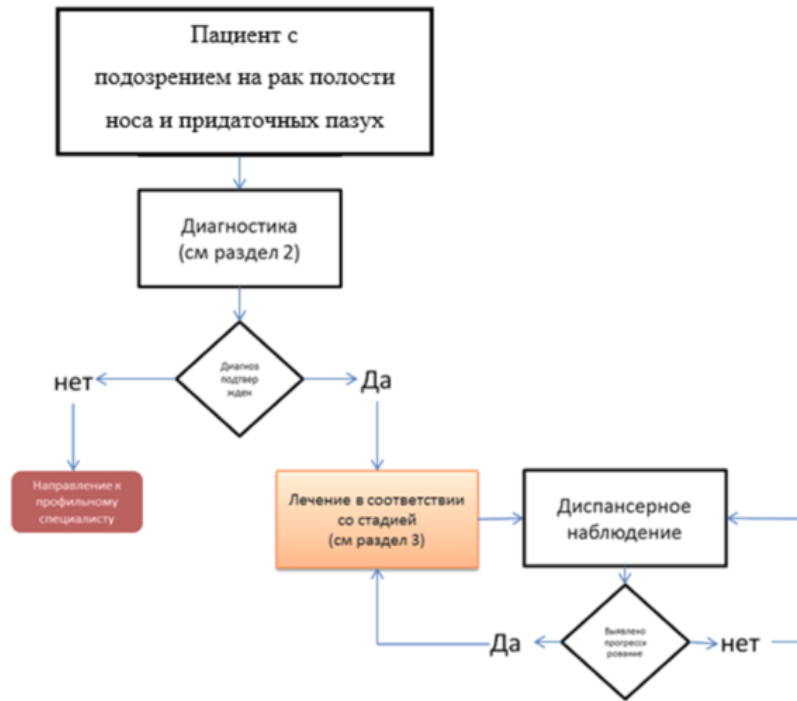 Пациент с
подозрением на рак полости
носа и придаточных пазух
Диагностика
(см раздел 2)
Диагноз
подтвер
жден
нет
Да
Направление к
профильному
специалисту
Лечение в соответствии
со стадией
(см раздел 3)
Диспансерное
наблюдение
Выявлено
прогресси
рование
Да
нет